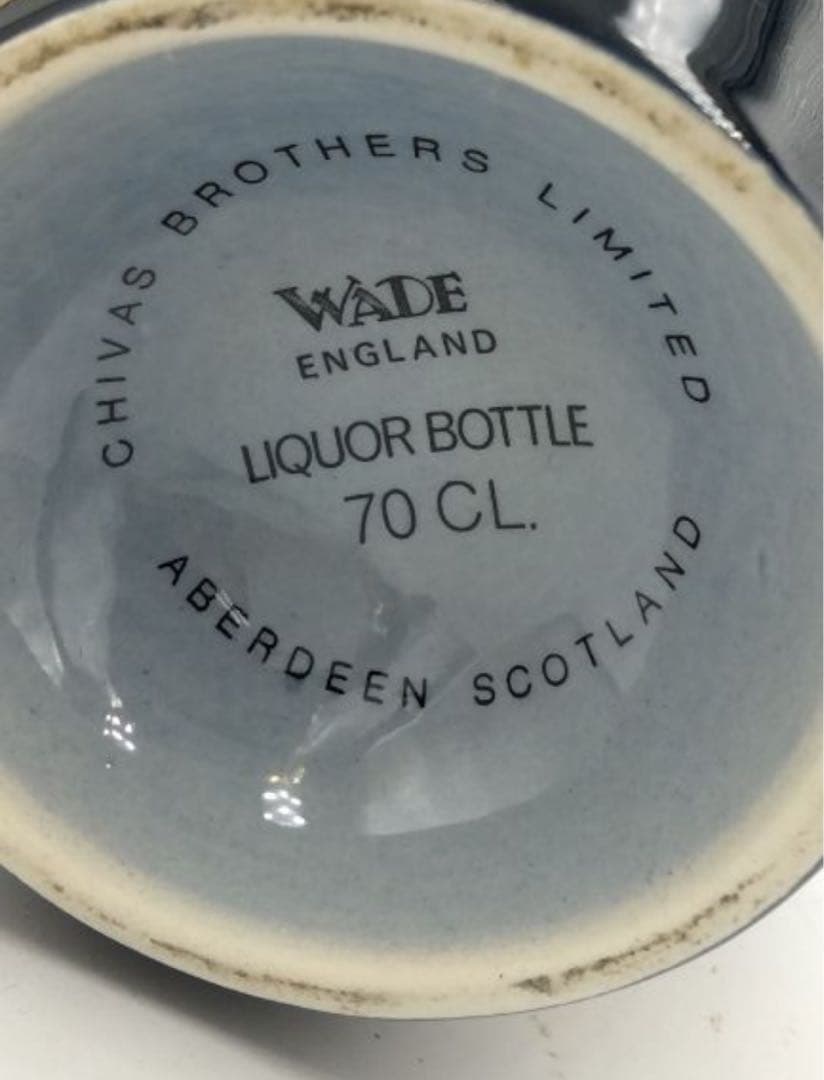 CHIVAS BROTHERS LIMITED
WADE
ENGLAND
LIQUOR BOTTLE
70 CL.
ABERDEEN SCOTLAND